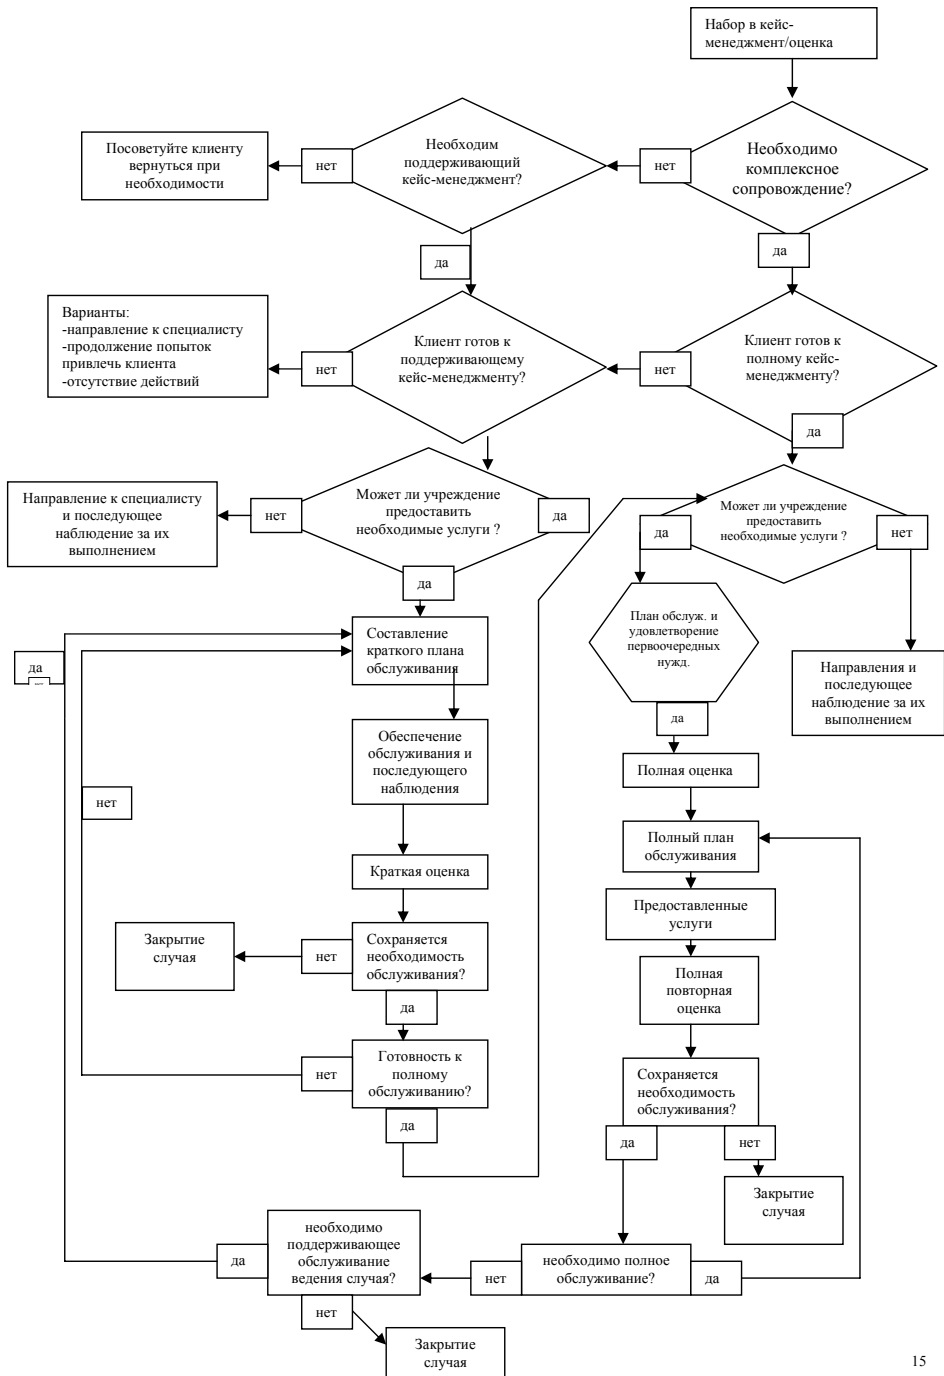 Набор в кейс-
менеджмент/оценка
Необходимо
комплексное
сопровождение?
нет
Необходим
поддерживающий
кейс-менеджмент?
нет
Посоветуйте клиенту
вернуться при
необходимости
да
да
Клиент готов к
полному кейс-
менеджменту?
нет
Клиент готов к
поддерживающему
кейс-менеджменту?
нет
Варианты:
-направление к специалисту
-продолжение попыток
привлечь клиента
-отсутствие действий
да
Может ли учреждение
предоставить
необходимые услуги ?
да
нет
Может ли учреждение
предоставить
необходимые услуги ?
да
нет
Направление к специалисту
и последующее
наблюдение за их
выполнением
да
План обслуж. и
удовлетворение
первоочередных
нужд.
Направления и
последующее
наблюдение за их
выполнением
да
Составление
краткого плана
обслуживания
да
Обеспечение
обслуживания и
последующего
наблюдения
Полная оценка
нет
Полный план
обслуживания
Краткая оценка
Предоставленные
услуги
Сохраняется
необходимость
обслуживания?
нет
Закрытие
случая
да
Полная
повторная
оценка
Готовность к
полному
обслуживанию?
нет
да
Сохраняется
необходимость
обслуживания?
да
нет
Закрытие
случая
необходимо полное
обслуживание?
да
нет
необходимо
поддерживающее
обслуживание
ведения случая?
да
нет
Закрытие
случая
15